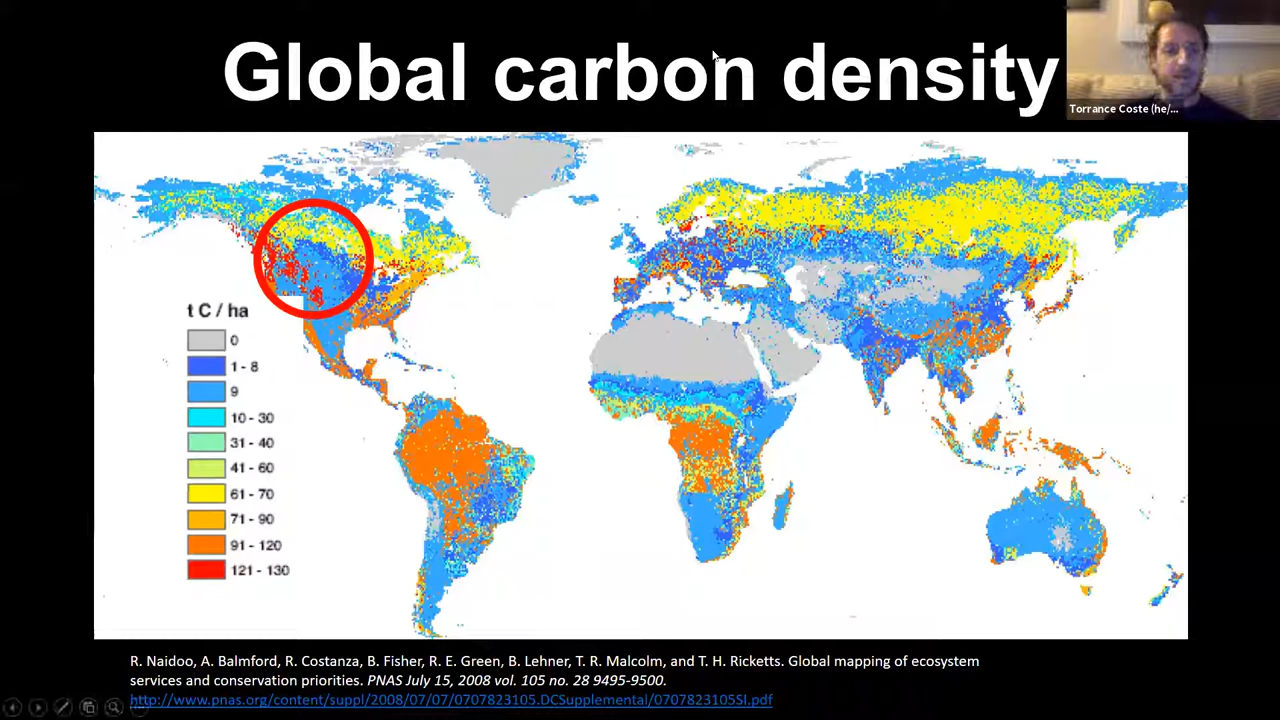 Global carbon density
Torrance Coste (he/...
t C / ha
0
1 - 8
9
10 - 30
31 - 40
41 - 60
61 - 70
71 - 90
91 - 120
121 - 130
R. Naidoo, A. Balmford, R. Costanza, B. Fisher, R. E. Green, B. Lehner, T. R. Malcolm, and T. H. Ricketts. Global mapping of ecosystem
services and conservation priorities. PNAS July 15, 2008 vol. 105 no. 28 9495-9500.
http://www.pnas.org/content/suppl/2008/07/07/0707823105.DCSupplemental/0707823105SI.pdf